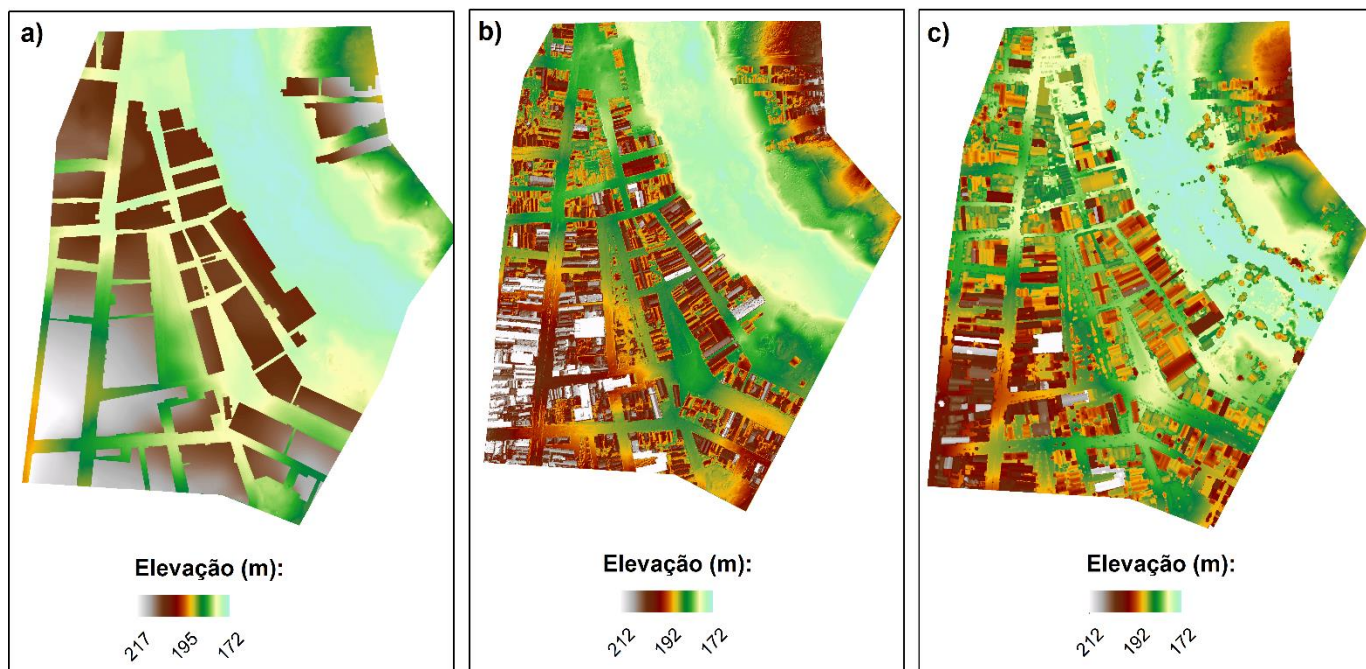 a)
Elevação (m):
217 195 172
b)
Elevação (m):
212 192 172
c)
Elevação (m):
212 192 172